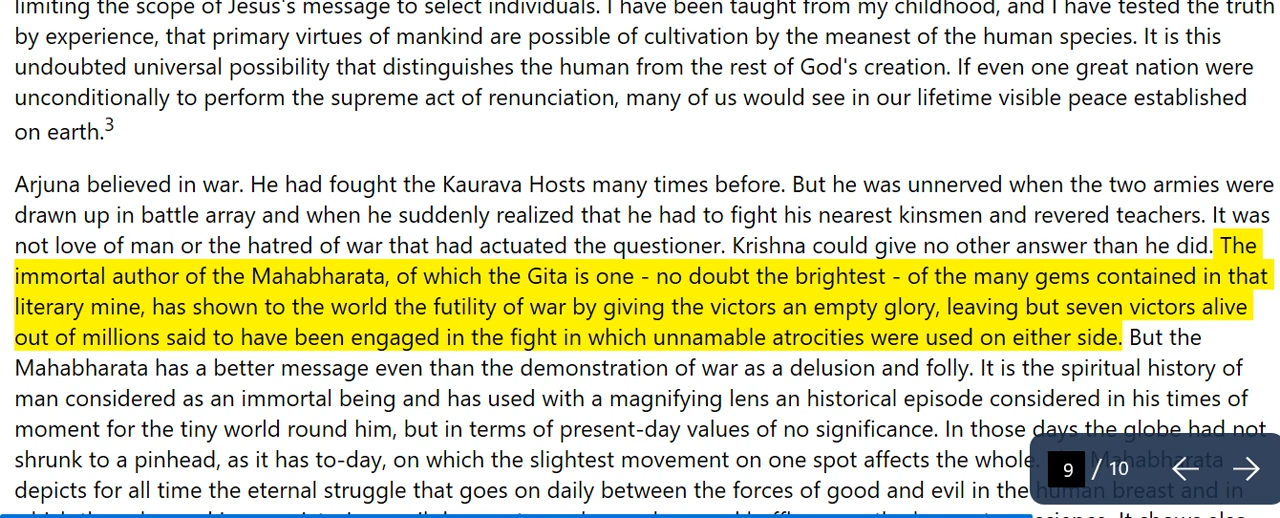 limiting the scope of Jesus's message to select individuals. I have been taught from my childhood, and I have tested the truth
by experience, that primary virtues of mankind are possible of cultivation by the meanest of the human species. It is this
undoubted universal possibility that distinguishes the human from the rest of God's creation. If even one great nation were
unconditionally to perform the supreme act of renunciation, many of us would see in our lifetime visible peace established
on earth.3
Arjuna believed in war. He had fought the Kaurava Hosts many times before. But he was unnerved when the two armies were
drawn up in battle array and when he suddenly realized that he had to fight his nearest kinsmen and revered teachers. It was
not love of man or the hatred of war that had actuated the questioner. Krishna could give no other answer than he did. The
immortal author of the Mahabharata, of which the Gita is one - no doubt the brightest - of the many gems contained in that
literary mine, has shown to the world the futility of war by giving the victors an empty glory, leaving but seven victors alive
out of millions said to have been engaged in the fight in which unnamable atrocities were used on either side. But the
Mahabharata has a better message even than the demonstration of war as a delusion and folly. It is the spiritual history of
man considered as an immortal being and has used with a magnifying lens an historical episode considered in his times of
moment for the tiny world round him, but in terms of present-day values of no significance. In those days the globe had not
shrunk to a pinhead, as it has to-day, on which the slightest movement on one spot affects the whole. Mahabharata
depicts for all time the eternal struggle that goes on daily between the forces of good and evil in the human breast and in
9 / 10